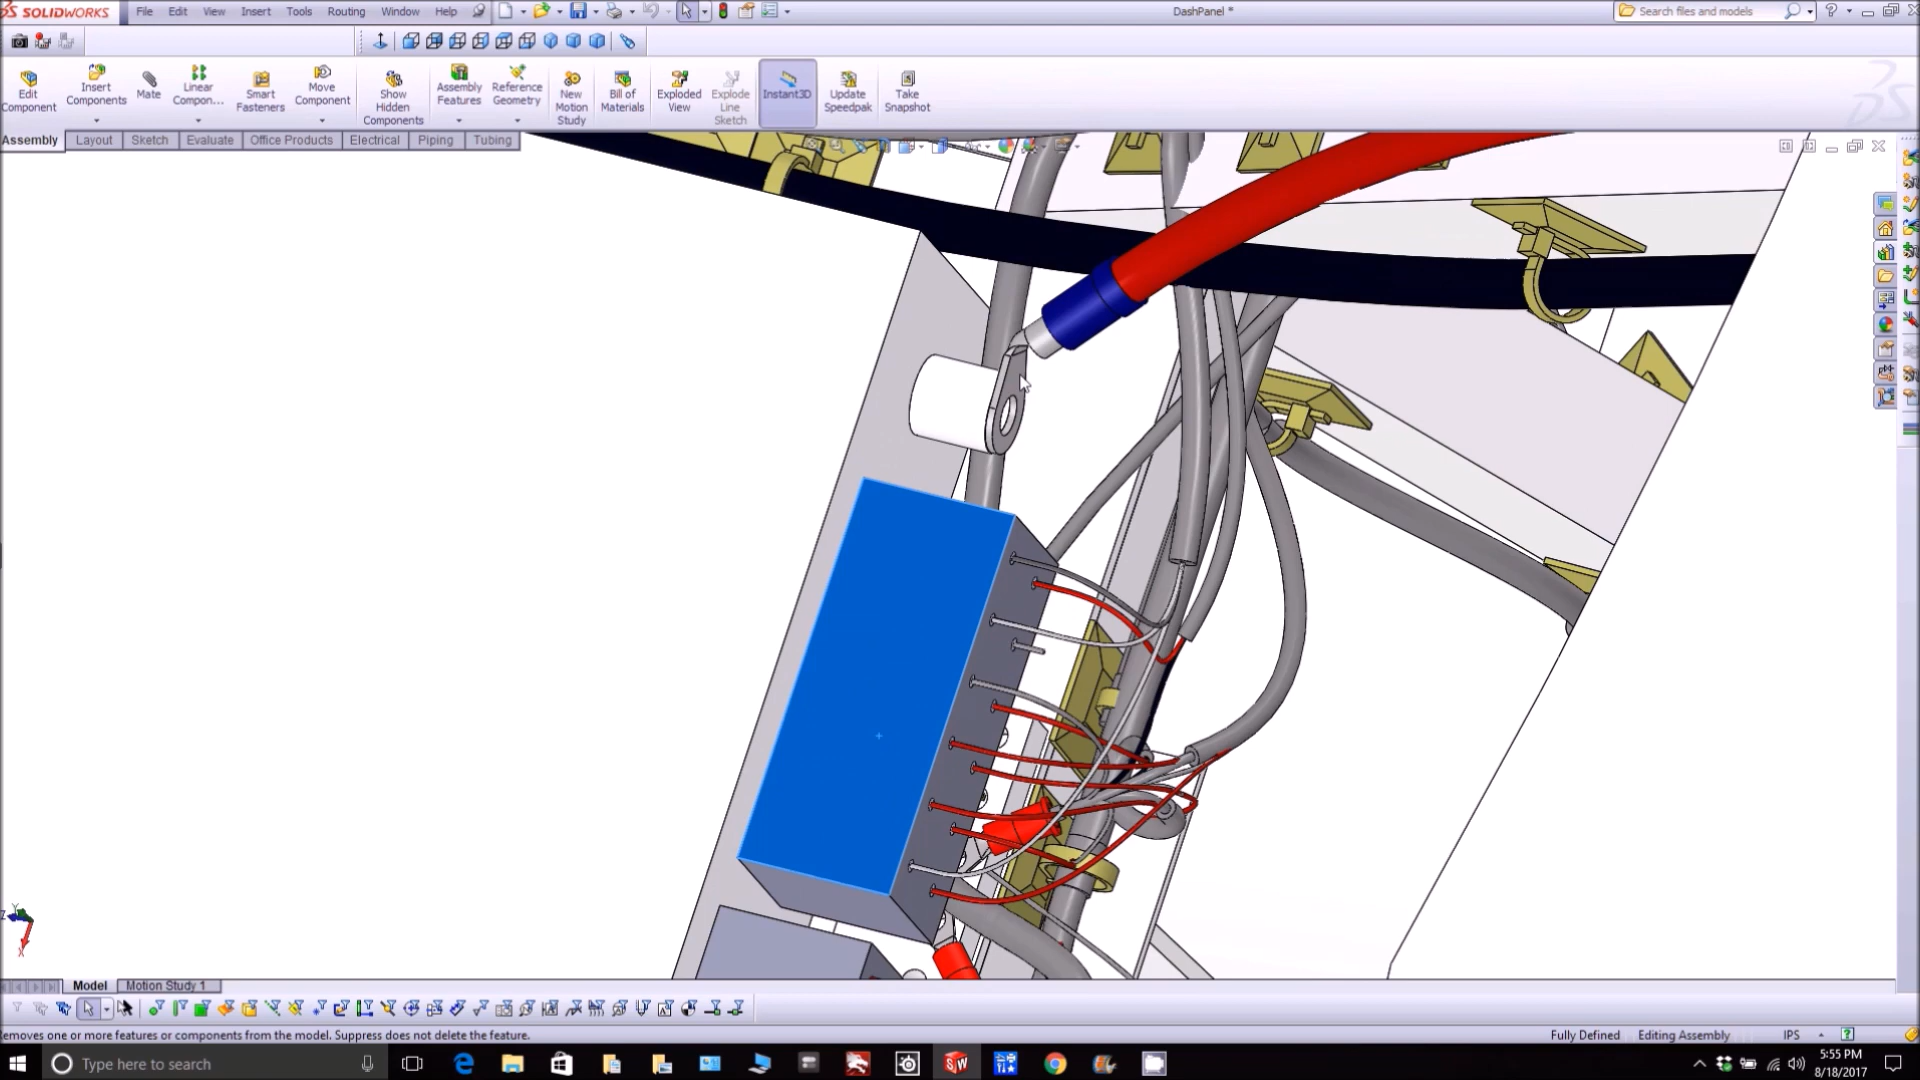 SOLIDWORKS File Edit View Insert Tools Routing Window Help DashPanel * Search files and models ?
Edit Component
Insert Components
Mate
Linear Compon...
Smart Fasteners
Move Component
Show Hidden Components
Assembly Features
Reference Geometry
New Motion Study
Bill of Materials
Exploded View
Explode Line Sketch
Instant3D
Update Speedpak
Take Snapshot
Assembly Layout Sketch Evaluate Office Products Electrical Piping Tubing
Model Motion Study 1
emoves one or more features or components from the model. Suppress does not delete the feature. Fully Defined Editing Assembly IPS
Type here to search
5:55 PM
8/18/2017